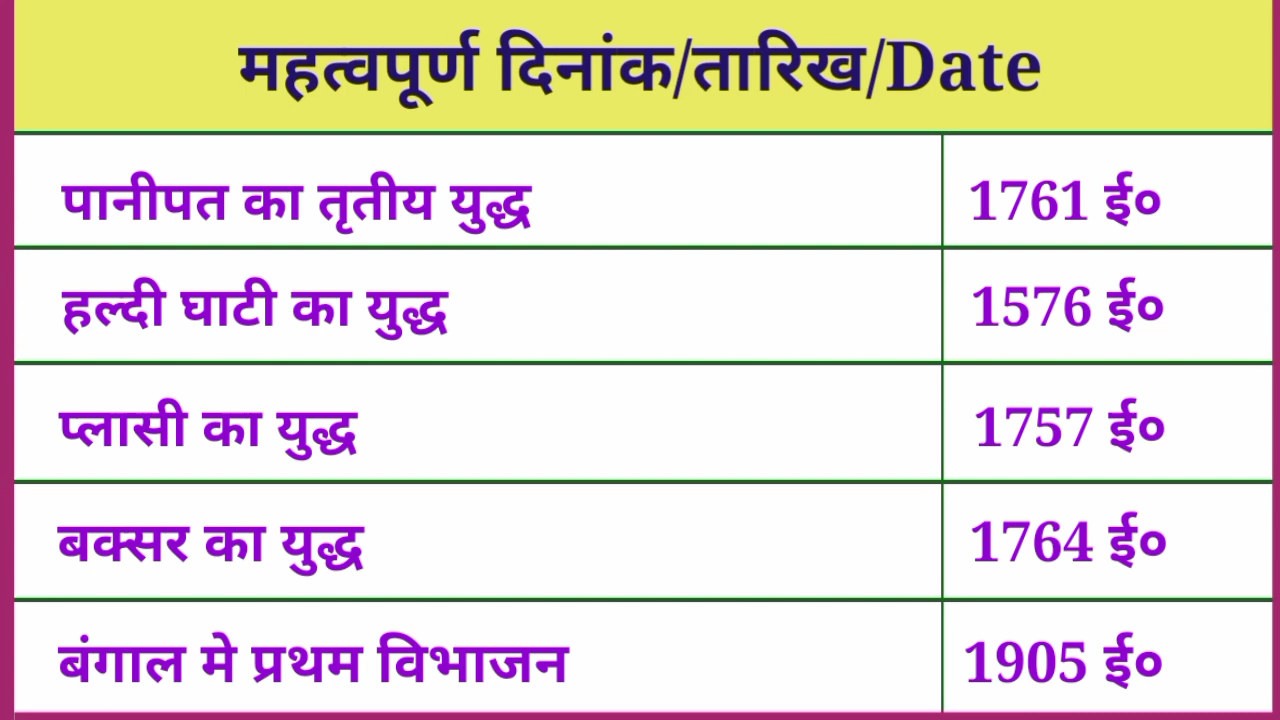 महत्वपूर्ण दिनांक/तारिख/Date
पानीपत का तृतीय युद्ध 1761 ई०
हल्दी घाटी का युद्ध 1576 ई०
प्लासी का युद्ध 1757 ई०
बक्सर का युद्ध 1764 ई०
बंगाल मे प्रथम विभाजन 1905 ई०